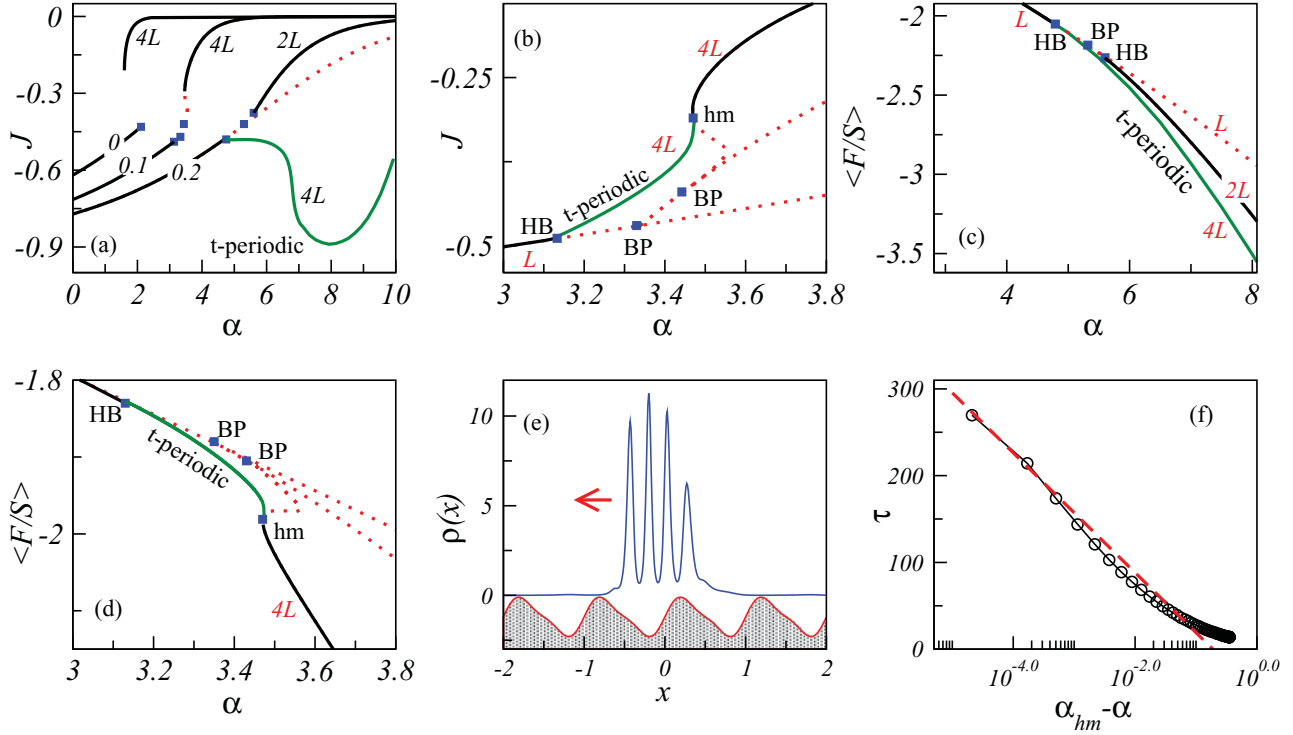 0
-0.3
-0.6
-0.9
J
0 2 4 6 8 10
α
4L
4L
2L
0
0.1
0.2
4L
(a)
t-periodic
(b)
-0.25
-0.5
J
3 3.2 3.4 3.6 3.8
α
4L
hm
4L
t-periodic
HB
BP
BP
L
-2
-2.5
-3
-3.5
<F/S>
4 6 8
α
L
HB
BP
HB
t-periodic
L
2L
4L
(c)
-1.8
-2
<F/S>
3 3.2 3.4 3.6 3.8
α
HB
BP
BP
t-periodic
hm
4L
(d)
10
5
0
ρ(x)
(e)
-2 -1 0 1 2
x
300
200
100
0
τ
(f)
10-4.0 10-2.0 100.0
αhm-α